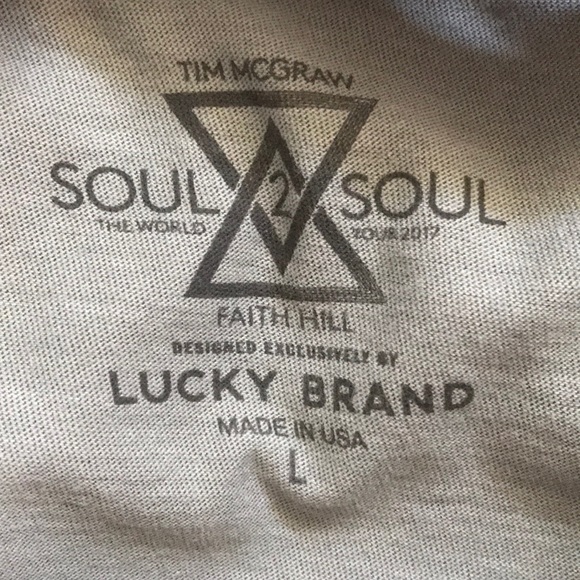 TIM MCGRAW
SOUL 2 SOUL
THE WORLD TOUR 2017
FAITH HILL
DESIGNED EXCLUSIVELY BY
LUCKY BRAND
MADE IN USA
L